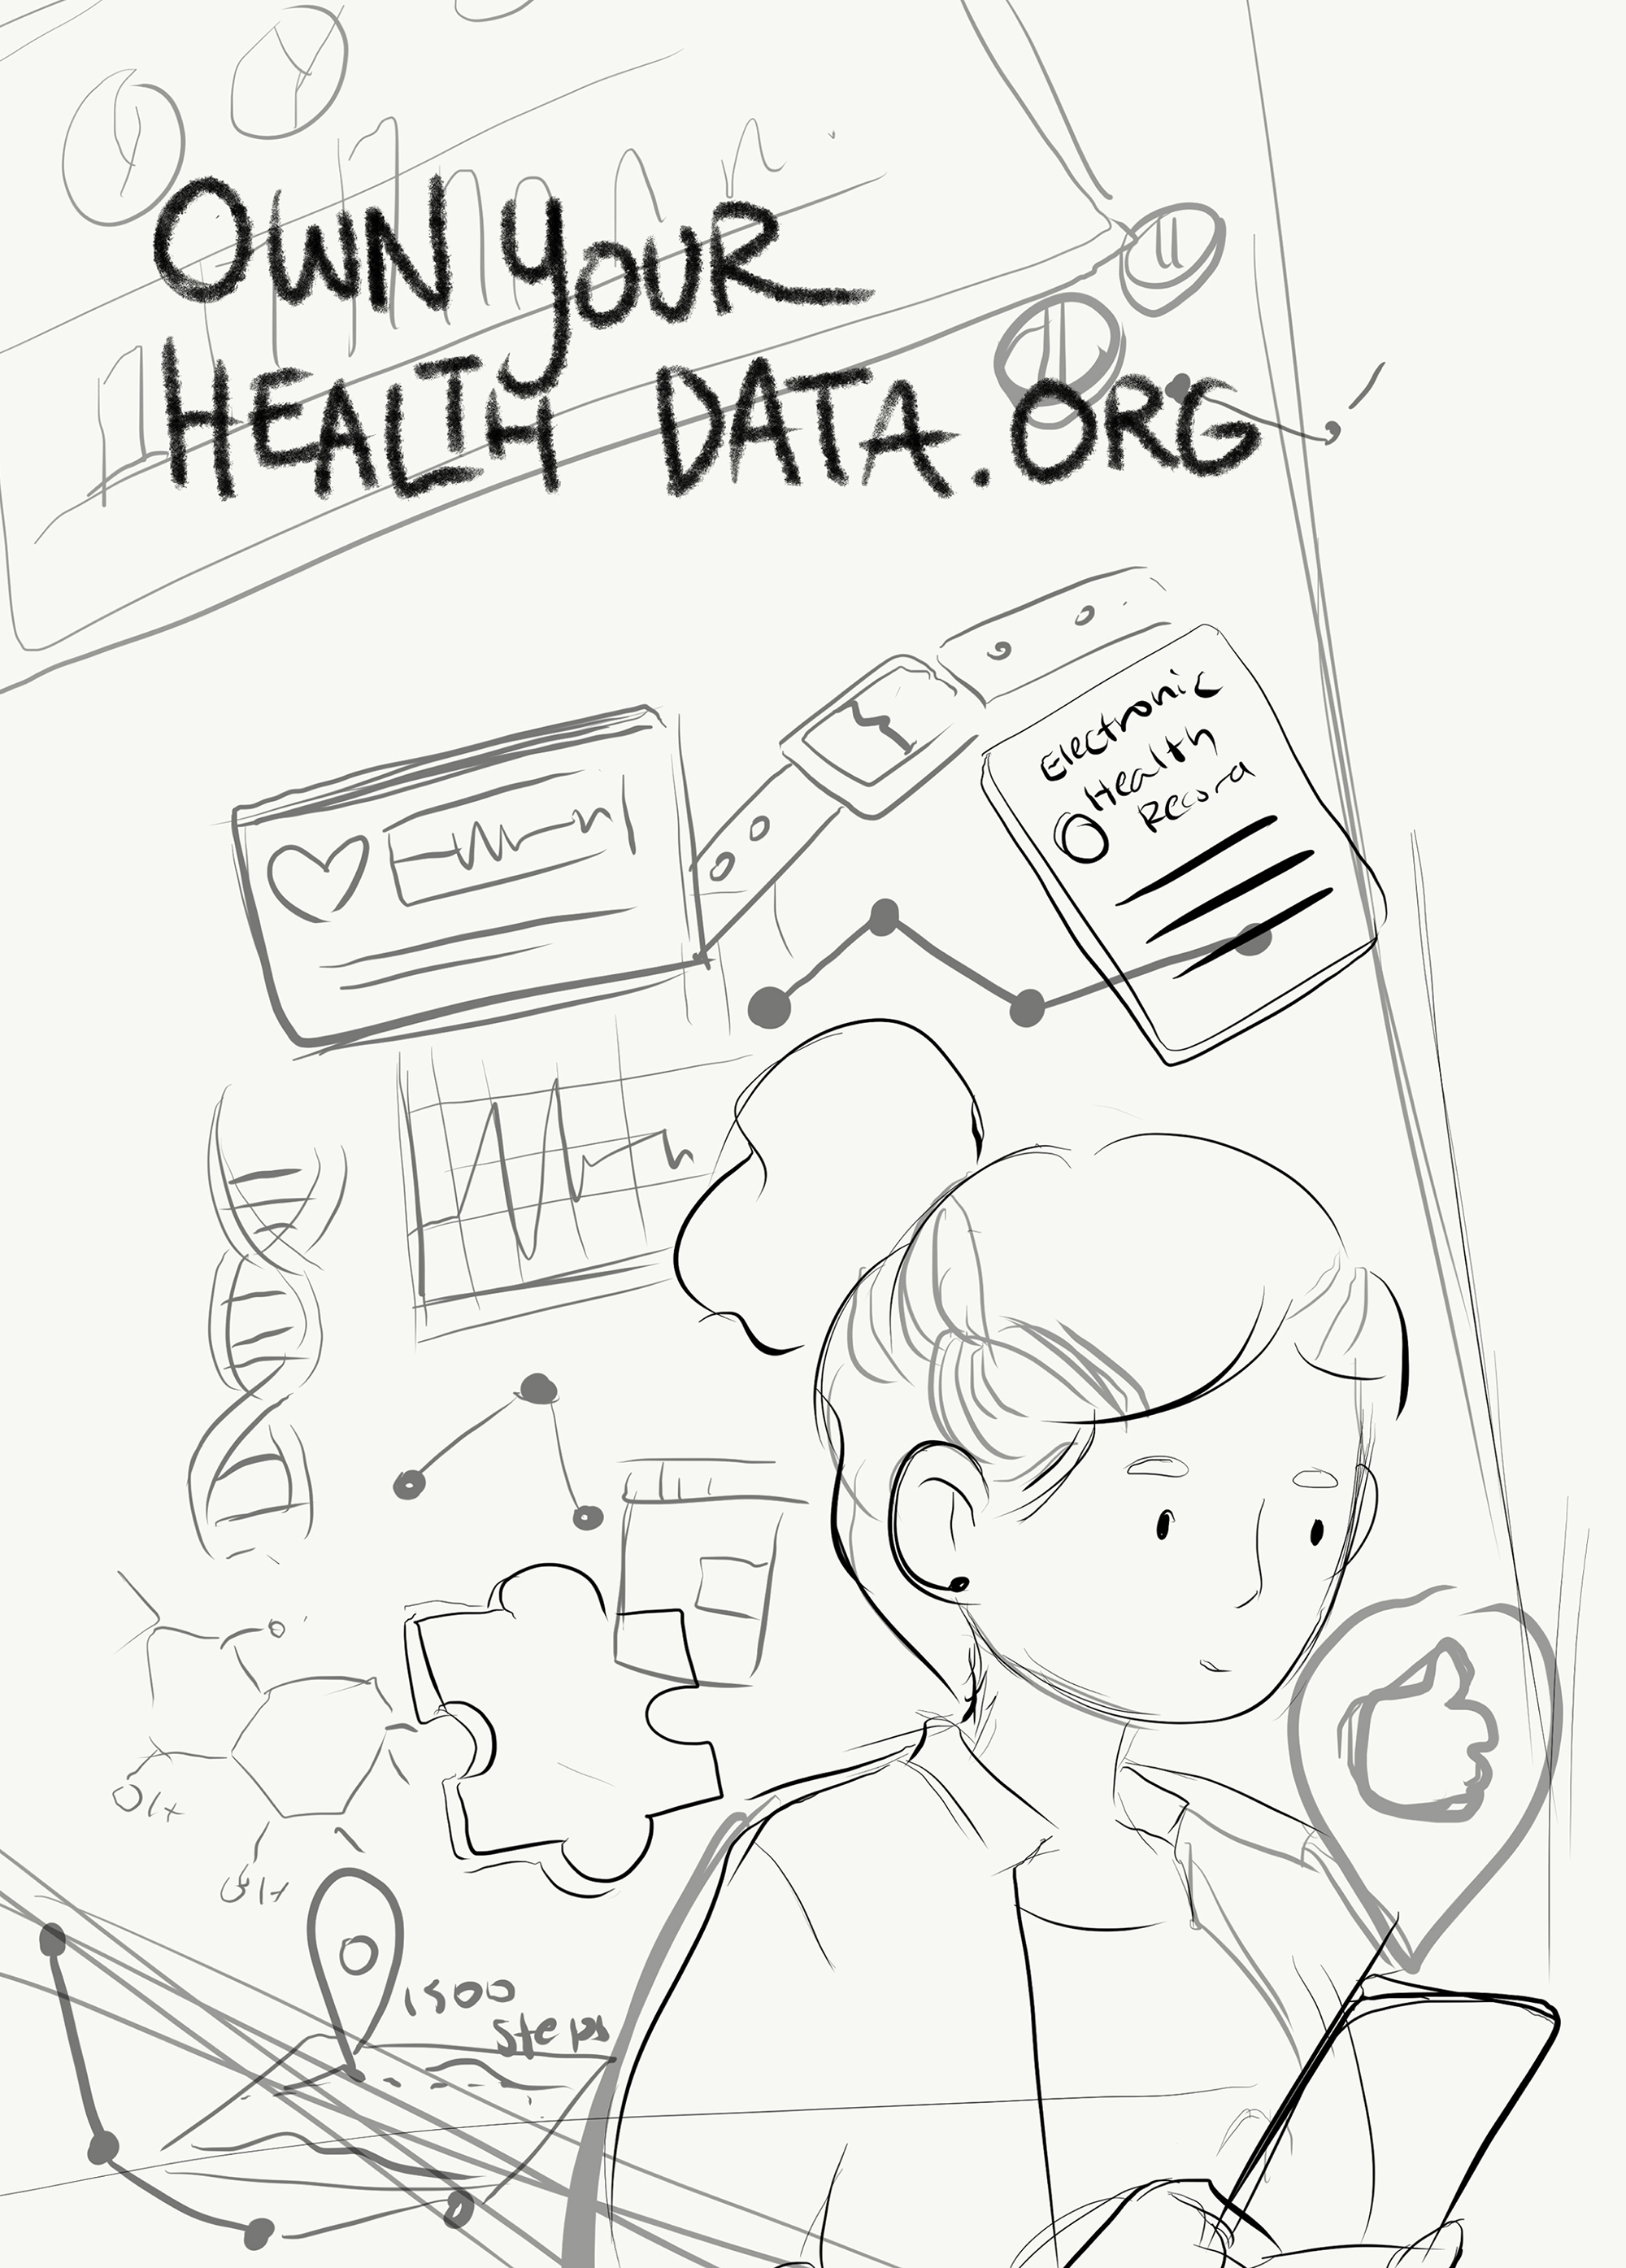 OWN YOUR
HEALTH DATA.ORG
Electronic
Health
Record
OH
OH
1500
Steps